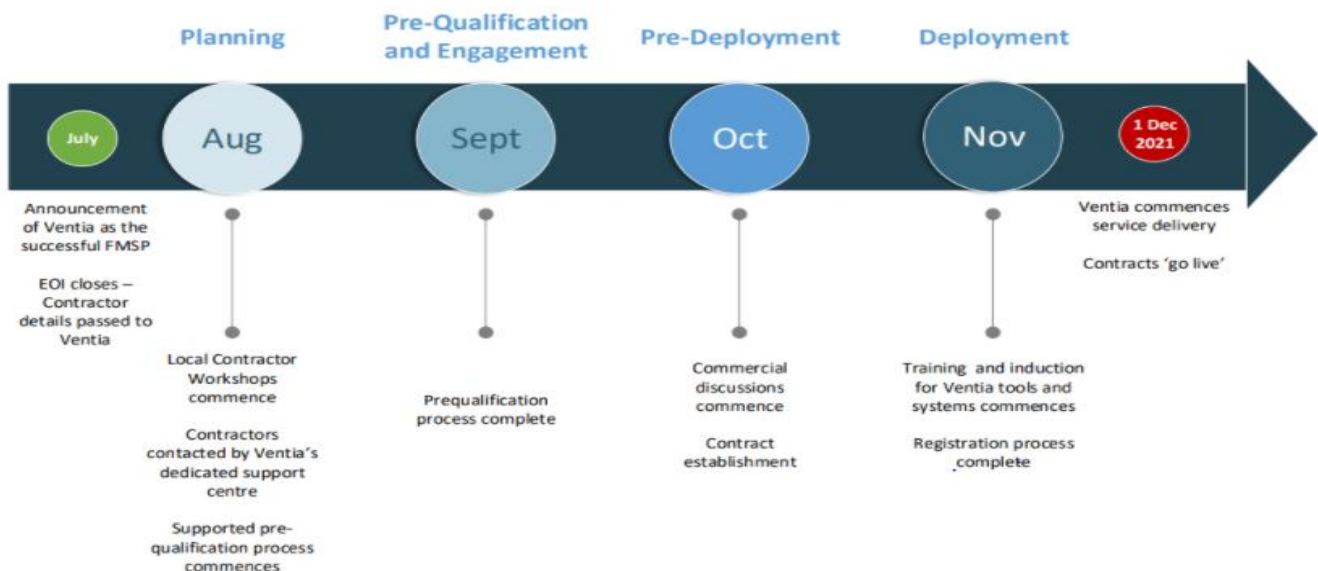 Planning
Pre-Qualification
and Engagement
Pre-Deployment
Deployment
July
Aug
Sept
Oct
Nov
1 Dec
2021
Announcement
of Ventia as the
successful FMSP
EOI closes –
Contractor
details passed to
Ventia
Local Contractor
Workshops
commence
Contractors
contacted by Ventia’s
dedicated support
centre
Supported pre-
qualification process
commences
Prequalification
process complete
Commercial
discussions
commence
Contract
establishment
Training and induction
for Ventia tools and
systems commences
Registration process
complete
Ventia commences
service delivery
Contracts ‘go live’